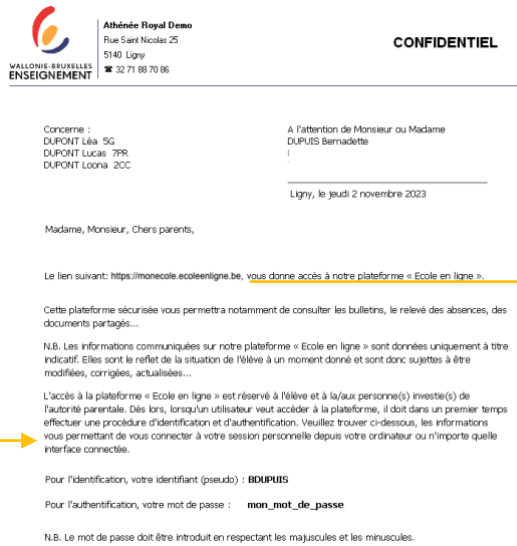 Athénée Royal Demo
Rue Saint Nicolas 25
5140 Ligny
☎ 32 71 88 70 86
WALLONIE-BRUXELLES
ENSEIGNEMENT
CONFIDENTIEL
Concerne :
DUPONT Léa 5G
DUPONT Lucas 7PR
DUPONT Loona 2CC
A l'attention de Monsieur ou Madame
DUPUIS Bernadette
Ligny, le jeudi 2 novembre 2023
Madame, Monsieur, Chers parents,
Le lien suivant: https://monecole.ecoleenligne.be, vous donne accès à notre plateforme « Ecole en ligne ».
Cette plateforme sécurisée vous permettra notamment de consulter les bulletins, le relevé des absences, des
documents partagés...
N.B. Les informations communiquées sur notre plateforme « Ecole en ligne » sont données uniquement à titre
indicatif. Elles sont le reflet de la situation de l'élève à un moment donné et sont donc sujettes à être
modifiées, corrigées, actualisées...
L'accès à la plateforme « Ecole en ligne » est réservé à l'élève et à la/aux personne(s) investie(s) de
l'autorité parentale. Dès lors, lorsqu'un utilisateur veut accéder à la plateforme, il doit dans un premier temps
effectuer une procédure d'identification et d'authentification. Veuillez trouver ci-dessous, les informations
vous permettant de vous connecter à votre session personnelle depuis votre ordinateur ou n'importe quelle
interface connectée.
Pour l'identification, votre identifiant (pseudo) : BDUPUIS
Pour l'authentification, votre mot de passe : mon_mot_de_passe
N.B. Le mot de passe doit être introduit en respectant les majuscules et les minuscules.